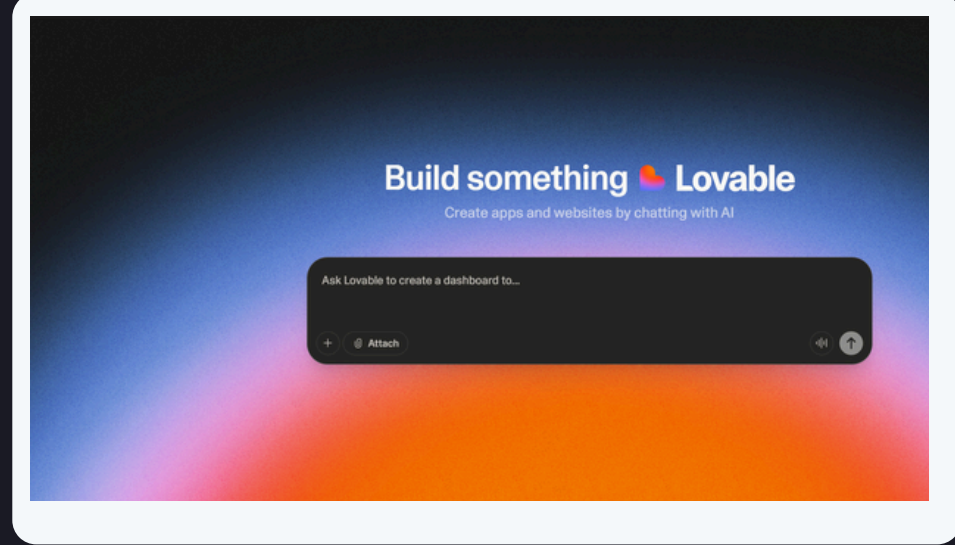 Build something Lovable
Create apps and websites by chatting with AI
Ask Lovable to create a dashboard to...
+ Attach